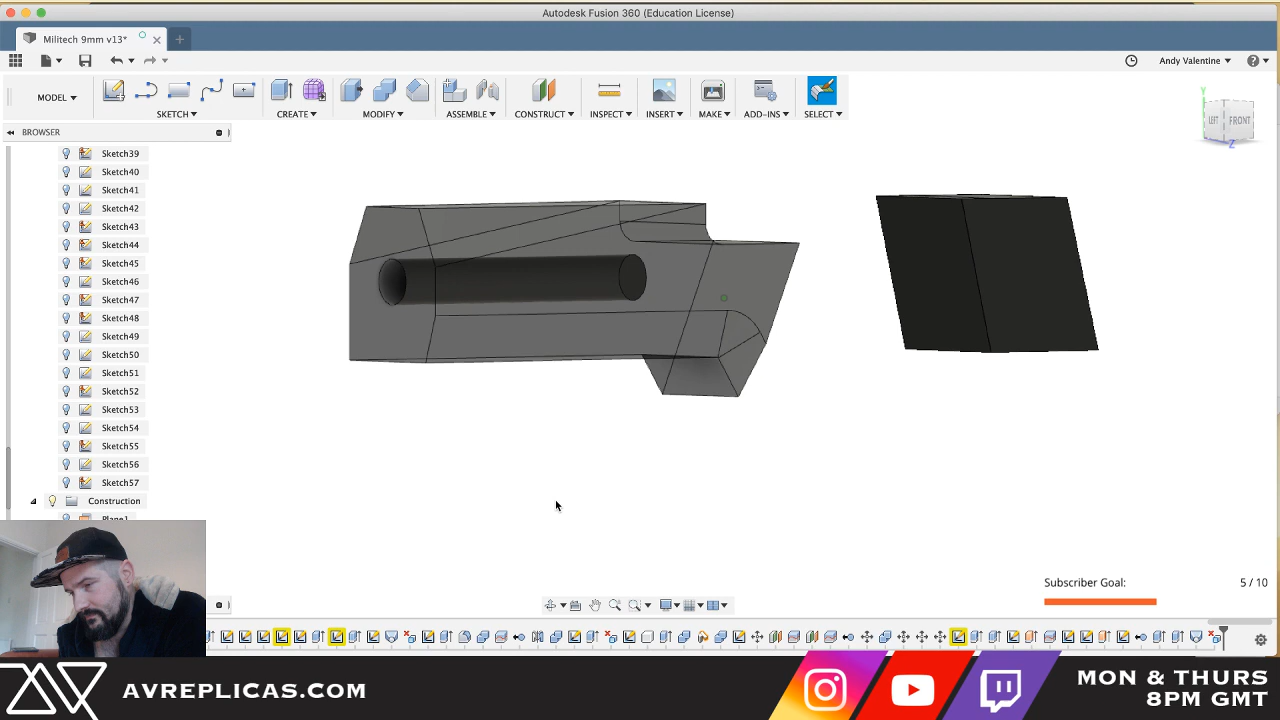 Autodesk Fusion 360 (Education License)
Militech 9mm v13*
Andy Valentine
MODEL
SKETCH
CREATE
MODIFY
ASSEMBLE
CONSTRUCT
INSPECT
INSERT
MAKE
ADD-INS
SELECT
BROWSER
Y
LEFT
FRONT
Z
Sketch39
Sketch40
Sketch41
Sketch42
Sketch43
Sketch44
Sketch45
Sketch46
Sketch47
Sketch48
Sketch49
Sketch50
Sketch51
Sketch52
Sketch53
Sketch54
Sketch55
Sketch56
Sketch57
Construction
Plane1
Subscriber Goal: 5 / 10
AVREPLICAS.COM
MON & THURS
8PM GMT